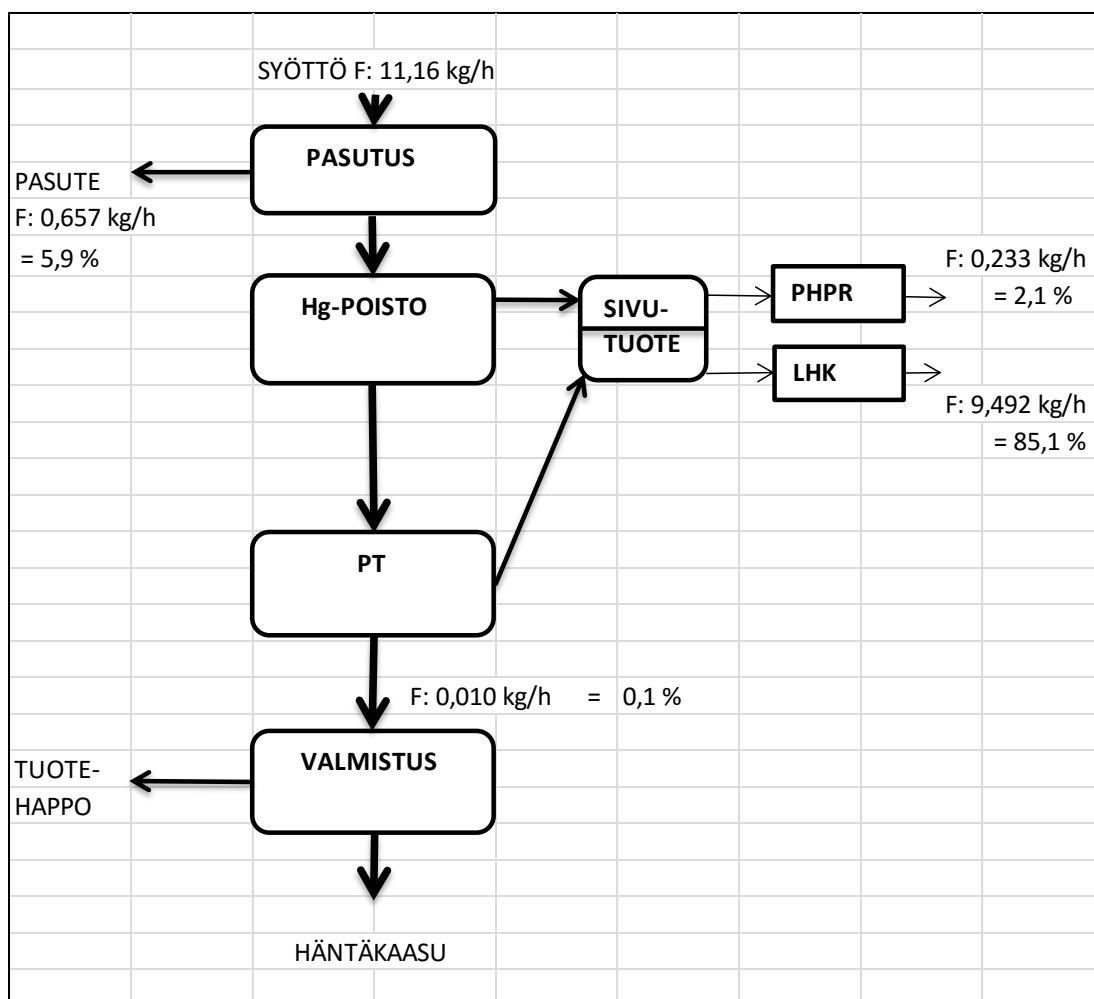 SYÖTTÖ F: 11,16 kg/h
PASUTUS
PASUTE
F: 0,657 kg/h
= 5,9 %
Hg-POISTO
SIVU-
TUOTE
PHPR
F: 0,233 kg/h
= 2,1 %
LHK
F: 9,492 kg/h
= 85,1 %
PT
F: 0,010 kg/h = 0,1 %
VALMISTUS
TUOTE-
HAPPO
HÄNTÄKAASU